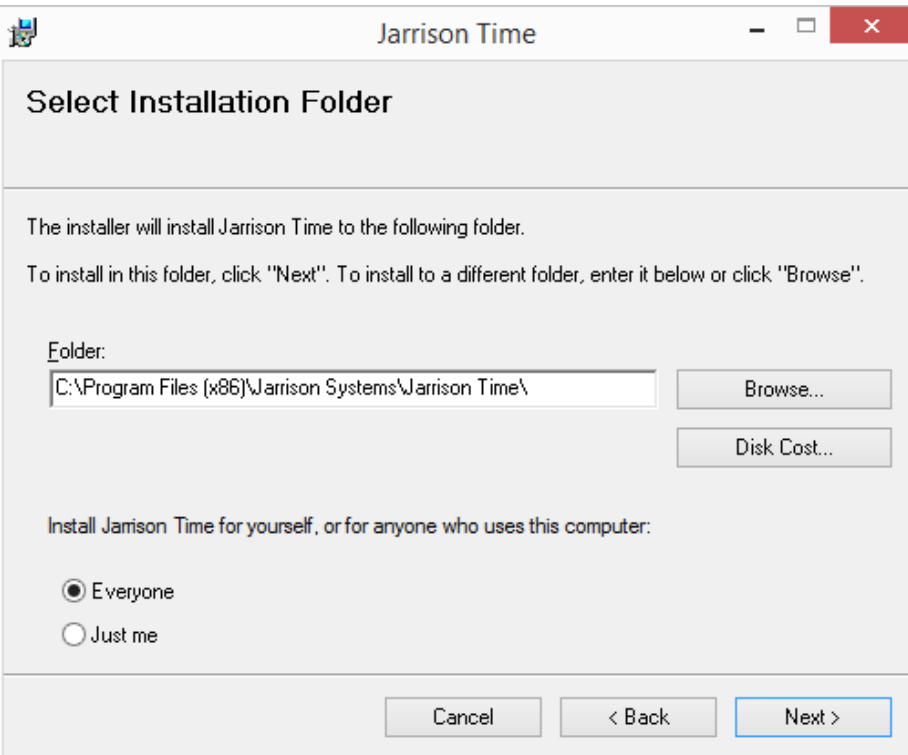 Jarrison Time
Select Installation Folder
The installer will install Jarrison Time to the following folder.
To install in this folder, click "Next". To install to a different folder, enter it below or click "Browse".
Folder:
C:\Program Files (x86)\Jarrison Systems\Jarrison Time\
Browse...
Disk Cost...
Install Jarrison Time for yourself, or for anyone who uses this computer:
Everyone
Just me
Cancel
< Back
Next >